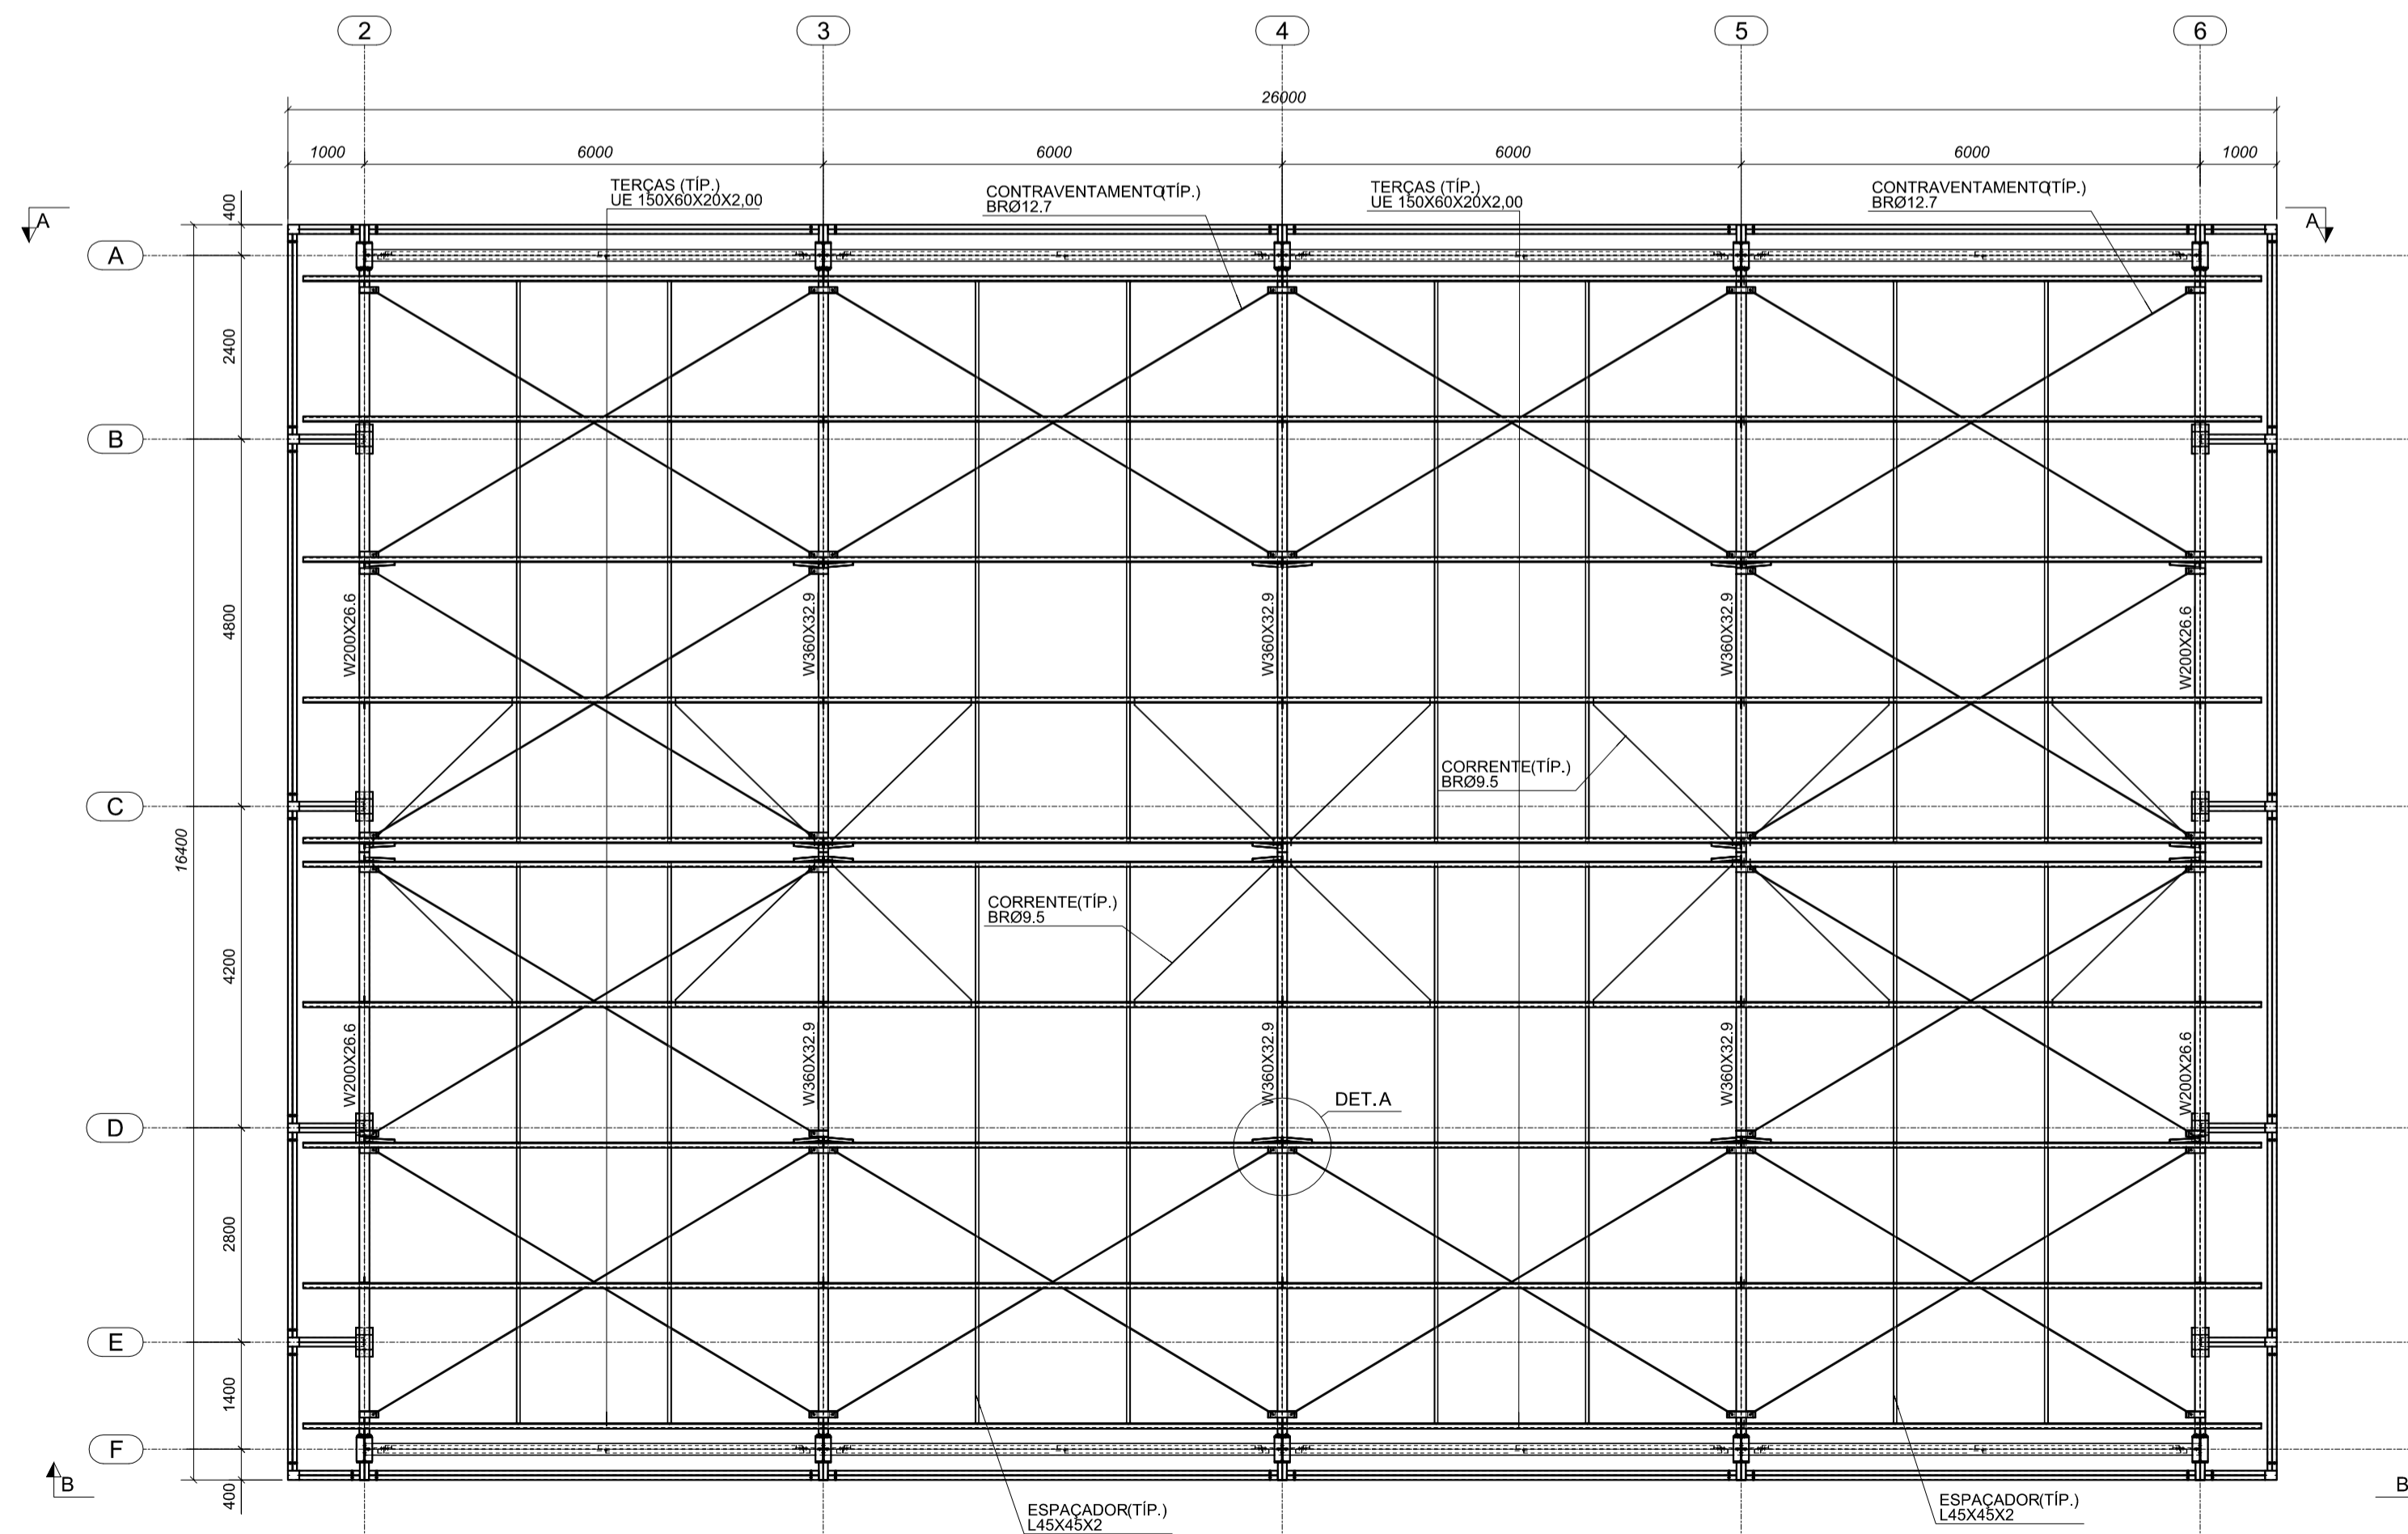 2
3
4
5
6
26000
1000
6000
6000
6000
6000
1000
TERÇAS (TÍP.)
UE 150X60X20X2,00
CONTRAVENTAMENTO(TÍP.)
BRØ12.7
TERÇAS (TÍP.)
UE 150X60X20X2,00
CONTRAVENTAMENTO(TÍP.)
BRØ12.7
400
A
A
A
2400
B
4800
W200X26.6
W360X32.9
W360X32.9
W360X32.9
W200X26.6
CORRENTE(TÍP.)
BRØ9.5
C
16400
CORRENTE(TÍP.)
BRØ9.5
4200
W200X26.6
W360X32.9
W360X32.9
W360X32.9
W200X26.6
DET.A
D
2800
E
1400
F
B
400
B
ESPAÇADOR(TÍP.)
L45X45X2
ESPAÇADOR(TÍP.)
L45X45X2